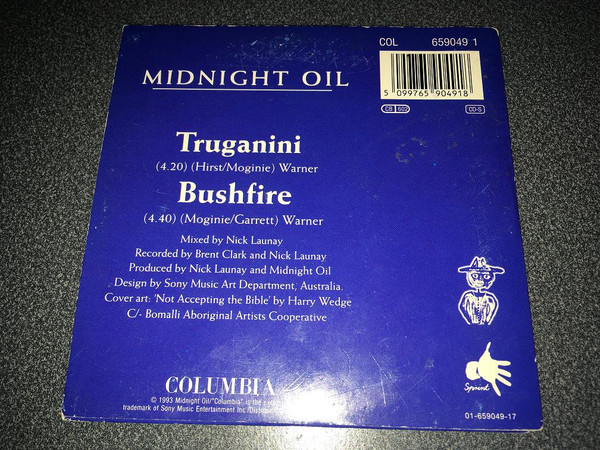 COL 659049 1
MIDNIGHT OIL
5 099765 904918
CB 602
CD-S
Truganini
(4.20) (Hirst/Moginie) Warner
Bushfire
(4.40) (Moginie/Garrett) Warner
Mixed by Nick Launay
Recorded by Brent Clark and Nick Launay
Produced by Nick Launay and Midnight Oil
Design by Sony Music Art Department, Australia.
Cover art: 'Not Accepting the Bible' by Harry Wedge
C/- Bomalli Aboriginal Artists Cooperative
Sprint
COLUMBIA
© 1993 Midnight Oil/"Columbia" is the
trademark of Sony Music Entertainment Inc./
01-659049-17